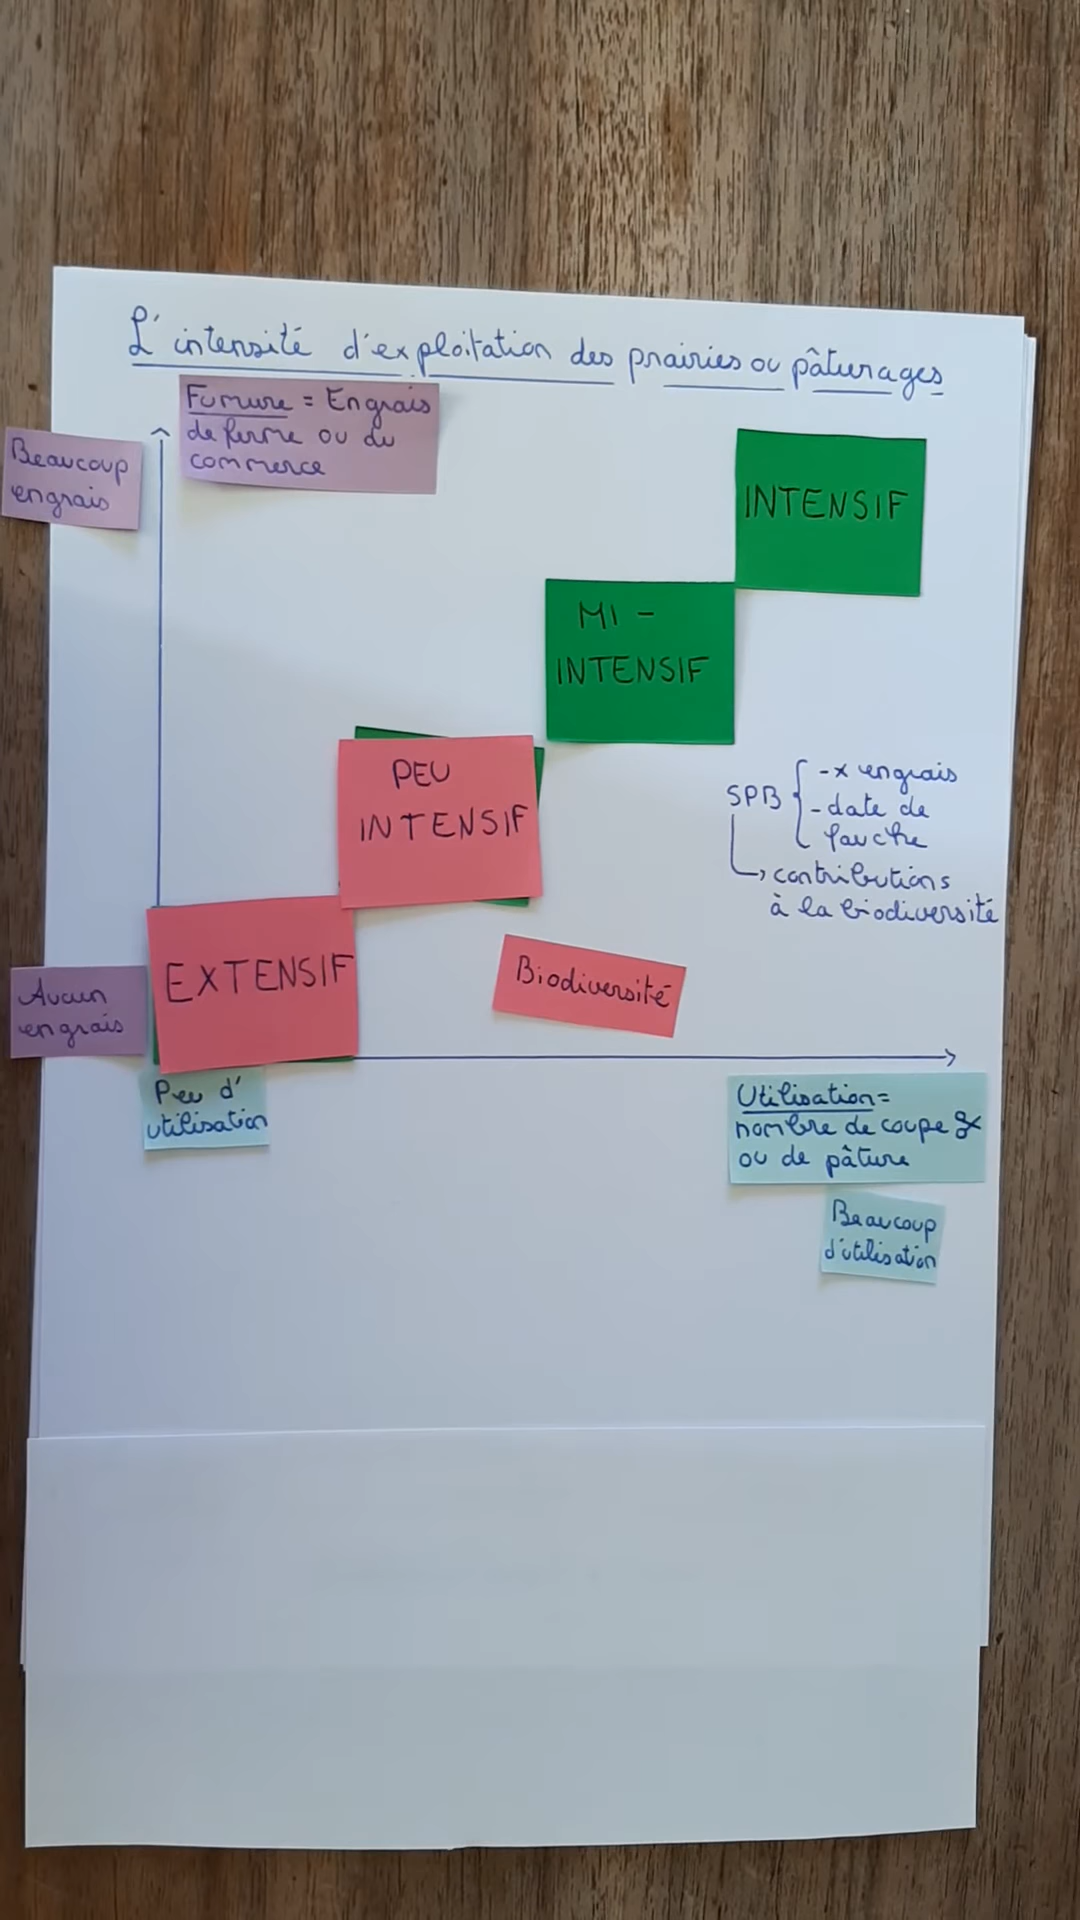 L'intensité d'exploitation des prairies ou pâturages
Fumure = Engrais
de ferme ou du
commerce
Beaucoup
engrais
INTENSIF
MI -
INTENSIF
PEU
INTENSIF
SPB
-x engrais
- date de
fauche
contributions
à la biodiversité
EXTENSIF
Biodiversité
Aucun
engrais
Peu d'
utilisation
Utilisation =
nombre de coupe
ou de pâture
Beaucoup
d'utilisation